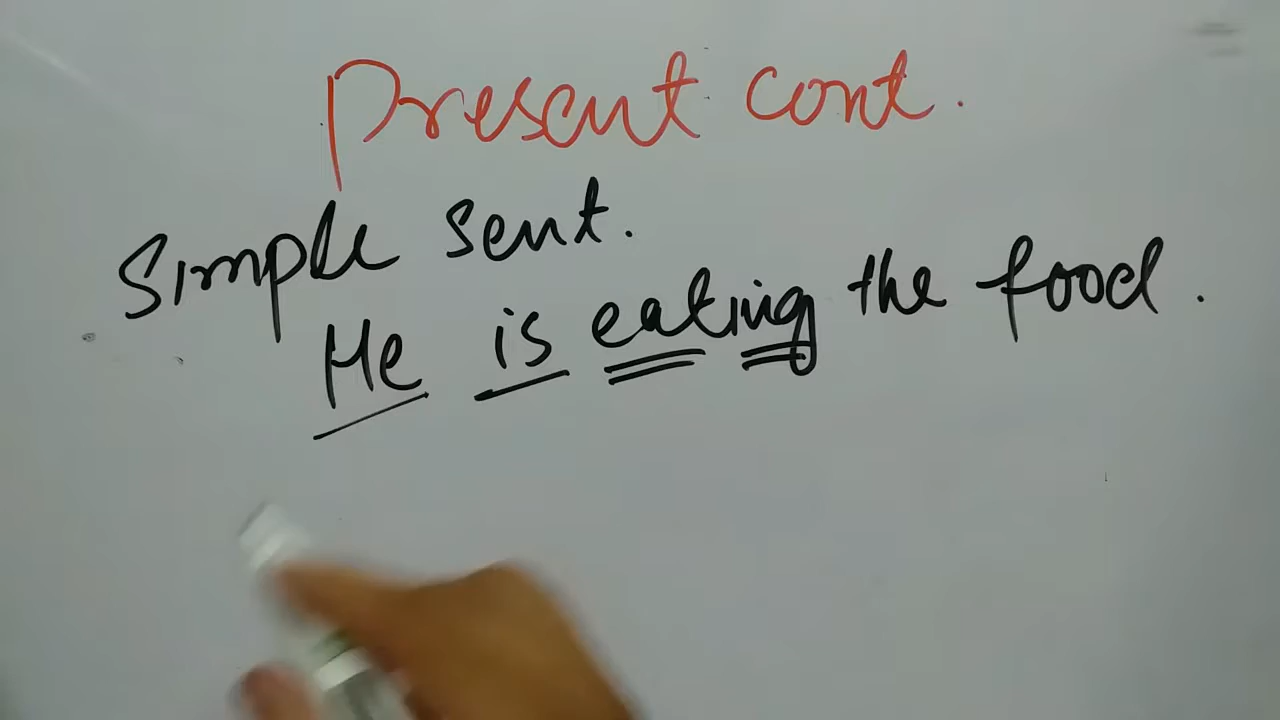 Present cont.
Simple sent.
He is eating the food.